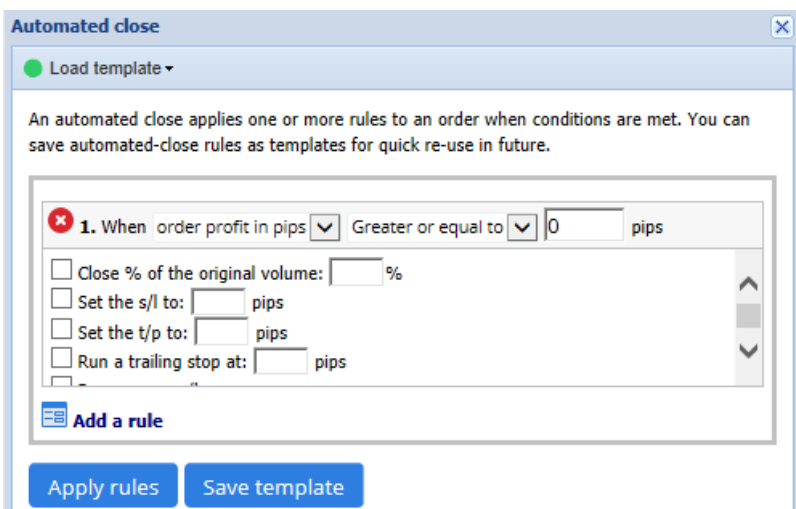 Automated close
Load template
An automated close applies one or more rules to an order when conditions are met. You can
save automated-close rules as templates for quick re-use in future.
1. When order profit in pips Greater or equal to 0 pips
Close % of the original volume: %
Set the s/l to: pips
Set the t/p to: pips
Run a trailing stop at: pips
Add a rule
Apply rules Save template